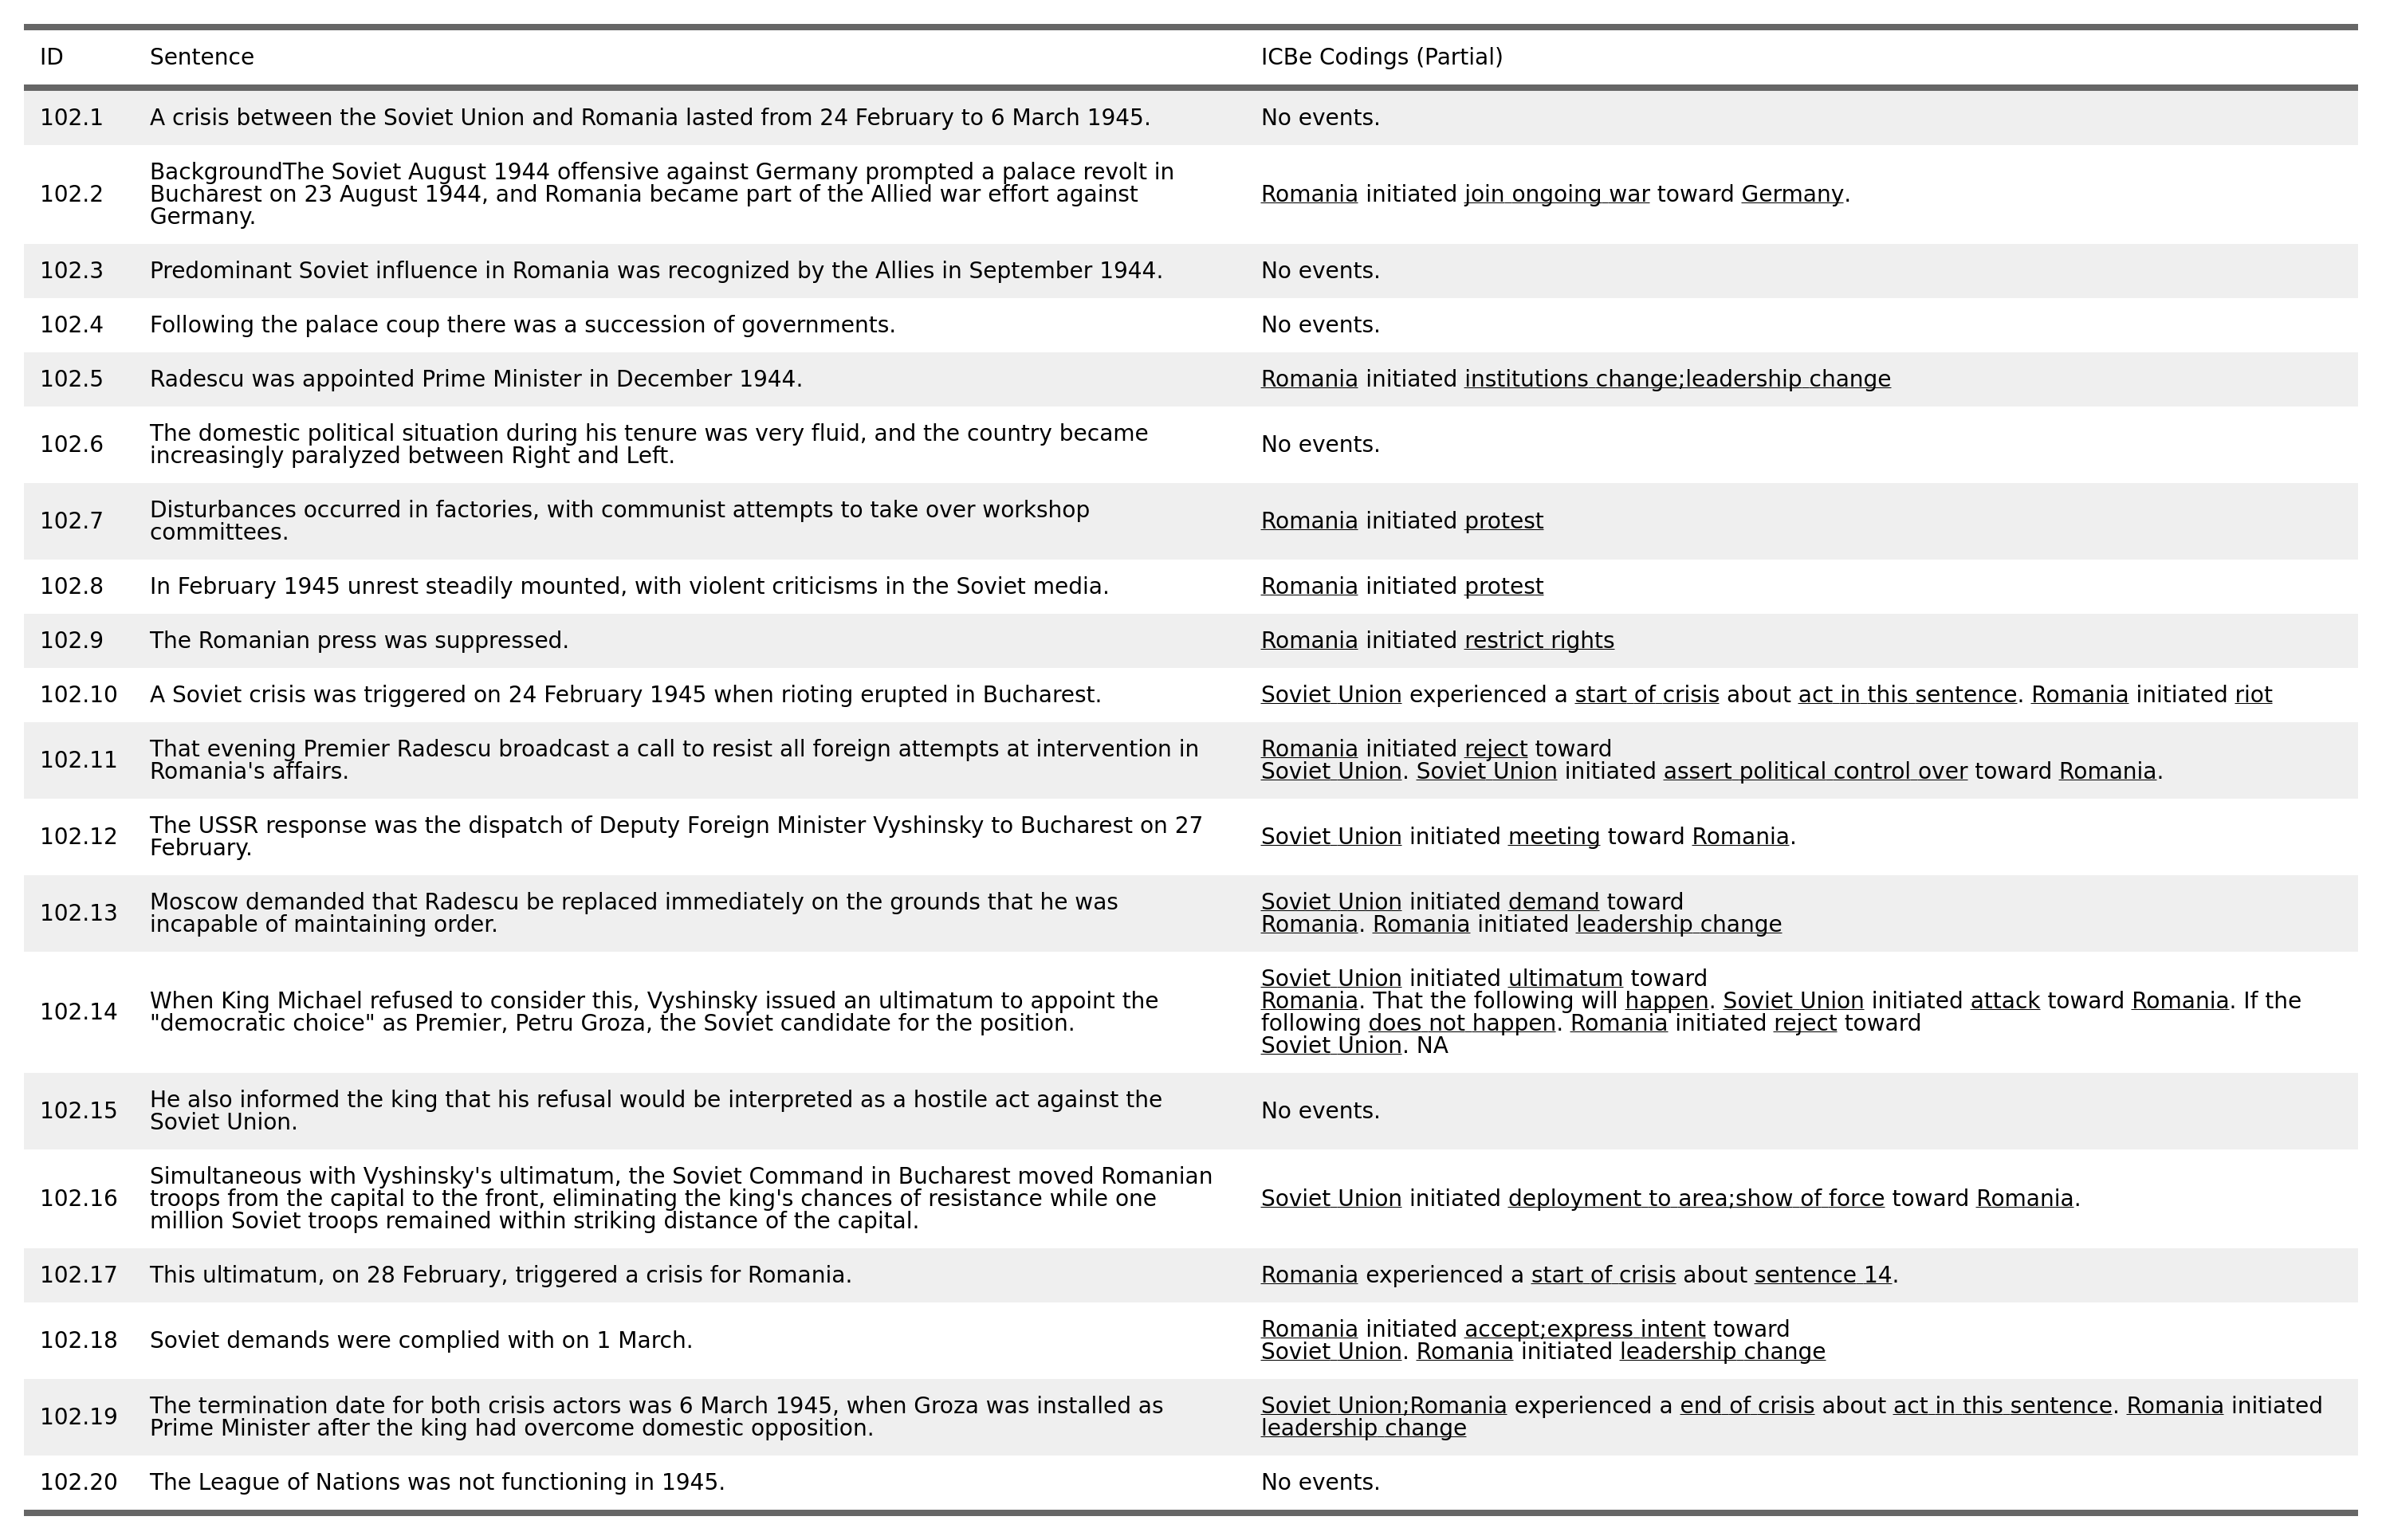 ID Sentence ICBe Codings (Partial)
102.1 A crisis between the Soviet Union and Romania lasted from 24 February to 6 March 1945. No events.
102.2 BackgroundThe Soviet August 1944 offensive against Germany prompted a palace revolt in
Bucharest on 23 August 1944, and Romania became part of the Allied war effort against
Germany.
Romania initiated join ongoing war toward Germany.
102.3 Predominant Soviet influence in Romania was recognized by the Allies in September 1944. No events.
102.4 Following the palace coup there was a succession of governments. No events.
102.5 Radescu was appointed Prime Minister in December 1944. Romania initiated institutions change;leadership change
102.6 The domestic political situation during his tenure was very fluid, and the country became
increasingly paralyzed between Right and Left.
No events.
102.7 Disturbances occurred in factories, with communist attempts to take over workshop
committees.
Romania initiated protest
102.8 In February 1945 unrest steadily mounted, with violent criticisms in the Soviet media. Romania initiated protest
102.9 The Romanian press was suppressed. Romania initiated restrict rights
102.10 A Soviet crisis was triggered on 24 February 1945 when rioting erupted in Bucharest. Soviet Union experienced a start of crisis about act in this sentence. Romania initiated riot
102.11 That evening Premier Radescu broadcast a call to resist all foreign attempts at intervention in
Romania's affairs.
Romania initiated reject toward
Soviet Union. Soviet Union initiated assert political control over toward Romania.
102.12 The USSR response was the dispatch of Deputy Foreign Minister Vyshinsky to Bucharest on 27
February.
Soviet Union initiated meeting toward Romania.
102.13 Moscow demanded that Radescu be replaced immediately on the grounds that he was
incapable of maintaining order.
Soviet Union initiated demand toward
Romania. Romania initiated leadership change
102.14 When King Michael refused to consider this, Vyshinsky issued an ultimatum to appoint the
"democratic choice" as Premier, Petru Groza, the Soviet candidate for the position.
Soviet Union initiated ultimatum toward
Romania. That the following will happen. Soviet Union initiated attack toward Romania. If the
following does not happen. Romania initiated reject toward
Soviet Union. NA
102.15 He also informed the king that his refusal would be interpreted as a hostile act against the
Soviet Union.
No events.
102.16 Simultaneous with Vyshinsky's ultimatum, the Soviet Command in Bucharest moved Romanian
troops from the capital to the front, eliminating the king's chances of resistance while one
million Soviet troops remained within striking distance of the capital.
Soviet Union initiated deployment to area;show of force toward Romania.
102.17 This ultimatum, on 28 February, triggered a crisis for Romania. Romania experienced a start of crisis about sentence 14.
102.18 Soviet demands were complied with on 1 March.
Romania initiated accept;express intent toward
Soviet Union. Romania initiated leadership change
102.19 The termination date for both crisis actors was 6 March 1945, when Groza was installed as
Prime Minister after the king had overcome domestic opposition.
Soviet Union;Romania experienced a end of crisis about act in this sentence. Romania initiated
leadership change
102.20 The League of Nations was not functioning in 1945. No events.